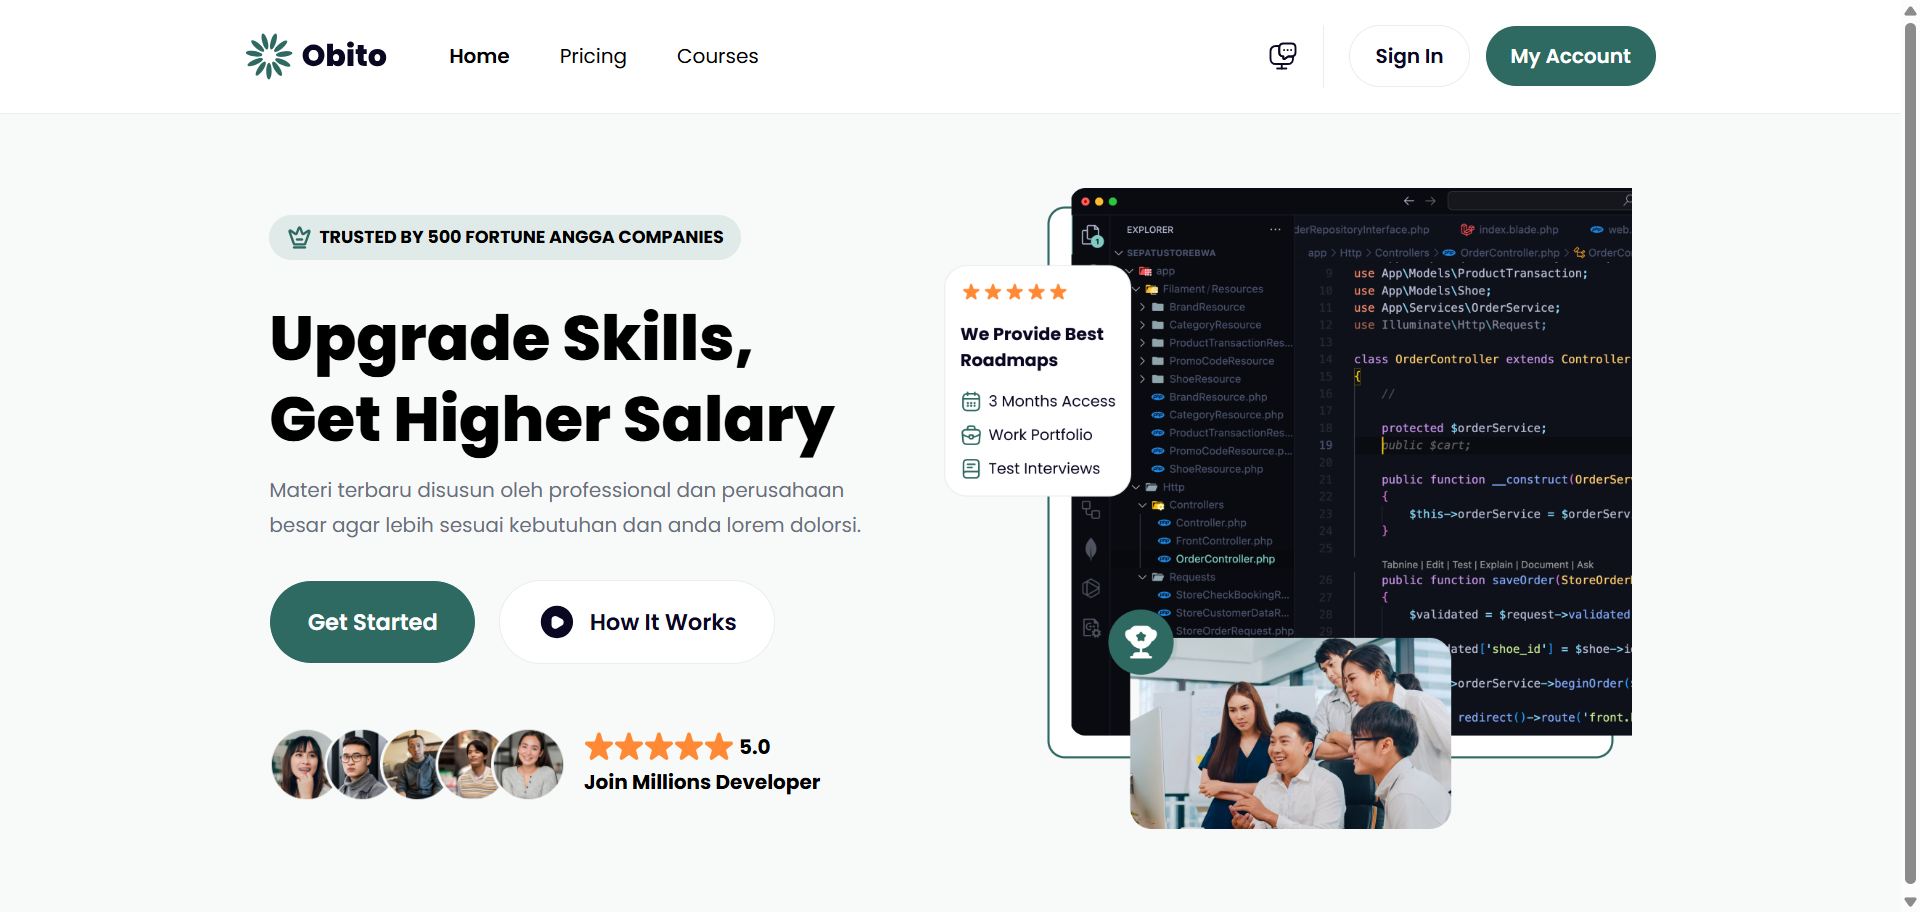 Obito
Home
Pricing
Courses
Sign In
My Account
TRUSTED BY 500 FORTUNE ANGGA COMPANIES
Upgrade Skills,
Get Higher Salary
Materi terbaru disusun oleh professional dan perusahaan
besar agar lebih sesuai kebutuhan dan anda lorem dolorsi.
Get Started
How It Works
5.0
Join Millions Developer
We Provide Best
Roadmaps
3 Months Access
Work Portfolio
Test Interviews
EXPLORER
1
SEPATUSTOREBWA
app
Filament/Resources
BrandResource
CategoryResource
ProductTransactionRes...
PromoCodeResource
ShoeResource
BrandResource.php
CategoryResource.php
ProductTransactionRes...
PromoCodeResource.p...
ShoeResource.php
Http
Controllers
Controller.php
FrontController.php
OrderController.php
Requests
StoreCheckBookingR...
StoreCustomerDataR...
StoreOrderRequest.php
derRepositoryInterface.php
index.blade.php
web.
app > Http > Controllers > OrderController.php > OrderCo
9 use App\Models\ProductTransaction;
10 use App\Models\Shoe;
11 use App\Services\OrderService;
12 use Illuminate\Http\Request;
13
14 class OrderController extends Controller
15 {
16 //
17
18 protected $orderService;
19 public $cart;
20
21 public function __construct(OrderServ
22 {
23 $this->orderService = $orderServi
24 }
25
Tabnine | Edit | Test | Explain | Document | Ask
26 public function saveOrder(StoreOrder
27 {
28 $validated = $request->validated
29
ated['shoe_id'] = $shoe->i
>orderService->beginOrder(
redirect()->route('front.